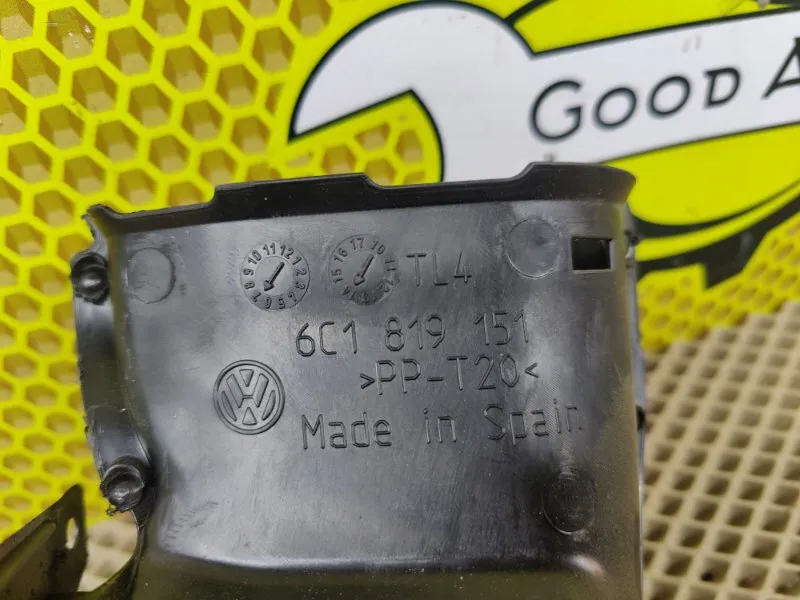 GOOD A
TL4
6C1 819 151
>PP-T20<
Made in Spain